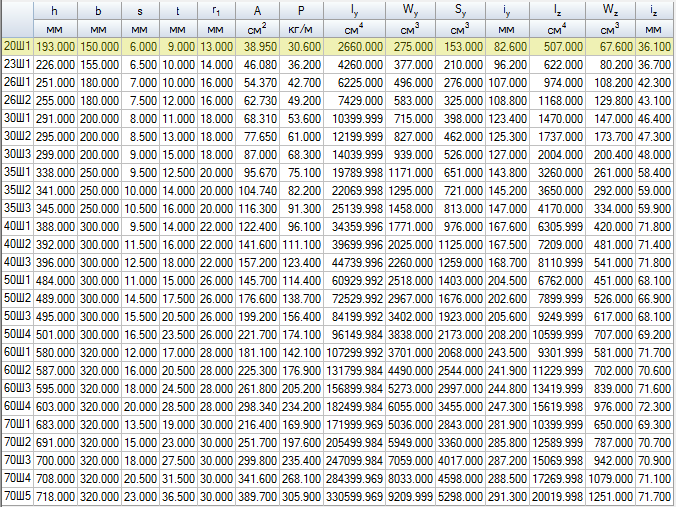 h b s t r1 A P Iy Wy Sy iy Iz Wz iz
мм мм мм мм мм см2 кг/м см4 см3 см3 мм см4 см3 мм
20Ш1 193.000 150.000 6.000 9.000 13.000 38.950 30.600 2660.000 275.000 153.000 82.600 507.000 67.600 36.100
23Ш1 226.000 155.000 6.500 10.000 14.000 46.080 36.200 4260.000 377.000 210.000 96.200 622.000 80.200 36.700
26Ш1 251.000 180.000 7.000 10.000 16.000 54.370 42.700 6225.000 496.000 276.000 107.000 974.000 108.200 42.300
26Ш2 255.000 180.000 7.500 12.000 16.000 62.730 49.200 7429.000 583.000 325.000 108.800 1168.000 129.800 43.100
30Ш1 291.000 200.000 8.000 11.000 18.000 68.310 53.600 10399.999 715.000 398.000 123.400 1470.000 147.000 46.400
30Ш2 295.000 200.000 8.500 13.000 18.000 77.650 61.000 12199.999 827.000 462.000 125.300 1737.000 173.700 47.300
30Ш3 299.000 200.000 9.000 15.000 18.000 87.000 68.300 14039.999 939.000 526.000 127.000 2004.000 200.400 48.000
35Ш1 338.000 250.000 9.500 12.500 20.000 95.670 75.100 19789.998 1171.000 651.000 143.800 3260.000 261.000 58.400
35Ш2 341.000 250.000 10.000 14.000 20.000 104.740 82.200 22069.998 1295.000 721.000 145.200 3650.000 292.000 59.000
35Ш3 345.000 250.000 10.500 16.000 20.000 116.300 91.300 25139.998 1458.000 813.000 147.000 4170.000 334.000 59.900
40Ш1 388.000 300.000 9.500 14.000 22.000 122.400 96.100 34359.996 1771.000 976.000 167.600 6305.999 420.000 71.800
40Ш2 392.000 300.000 11.500 16.000 22.000 141.600 111.100 39699.996 2025.000 1125.000 167.500 7209.000 481.000 71.400
40Ш3 396.000 300.000 12.500 18.000 22.000 157.200 123.400 44739.996 2260.000 1259.000 168.700 8110.999 541.000 71.800
50Ш1 484.000 300.000 11.000 15.000 26.000 145.700 114.400 60929.992 2518.000 1403.000 204.500 6762.000 451.000 68.100
50Ш2 489.000 300.000 14.500 17.500 26.000 176.600 138.700 72529.992 2967.000 1676.000 202.600 7899.999 526.000 66.900
50Ш3 495.000 300.000 15.500 20.500 26.000 199.200 156.400 84199.992 3402.000 1923.000 205.600 9249.999 617.000 68.100
50Ш4 501.000 300.000 16.500 23.500 26.000 221.700 174.100 96149.984 3838.000 2173.000 208.200 10599.999 707.000 69.200
60Ш1 580.000 320.000 12.000 17.000 28.000 181.100 142.100 107299.992 3701.000 2068.000 243.500 9301.999 581.000 71.700
60Ш2 587.000 320.000 16.000 20.500 28.000 225.300 176.900 131799.984 4490.000 2544.000 241.900 11229.999 702.000 70.600
60Ш3 595.000 320.000 18.000 24.500 28.000 261.800 205.200 156899.984 5273.000 2997.000 244.800 13419.999 839.000 71.600
60Ш4 603.000 320.000 20.000 28.500 28.000 298.340 234.200 182499.984 6055.000 3455.000 247.300 15619.998 976.000 72.300
70Ш1 683.000 320.000 13.500 19.000 30.000 216.400 169.900 171999.969 5036.000 2843.000 281.900 10399.999 650.000 69.300
70Ш2 691.000 320.000 15.000 23.000 30.000 251.700 197.600 205499.984 5949.000 3360.000 285.800 12589.999 787.000 70.700
70Ш3 700.000 320.000 18.000 27.500 30.000 299.800 235.400 247099.984 7059.000 4017.000 287.200 15069.998 942.000 70.900
70Ш4 708.000 320.000 20.500 31.500 30.000 341.600 268.100 284399.969 8033.000 4598.000 288.500 17269.998 1079.000 71.100
70Ш5 718.000 320.000 23.000 36.500 30.000 389.700 305.900 330599.969 9209.999 5298.000 291.300 20019.998 1251.000 71.700